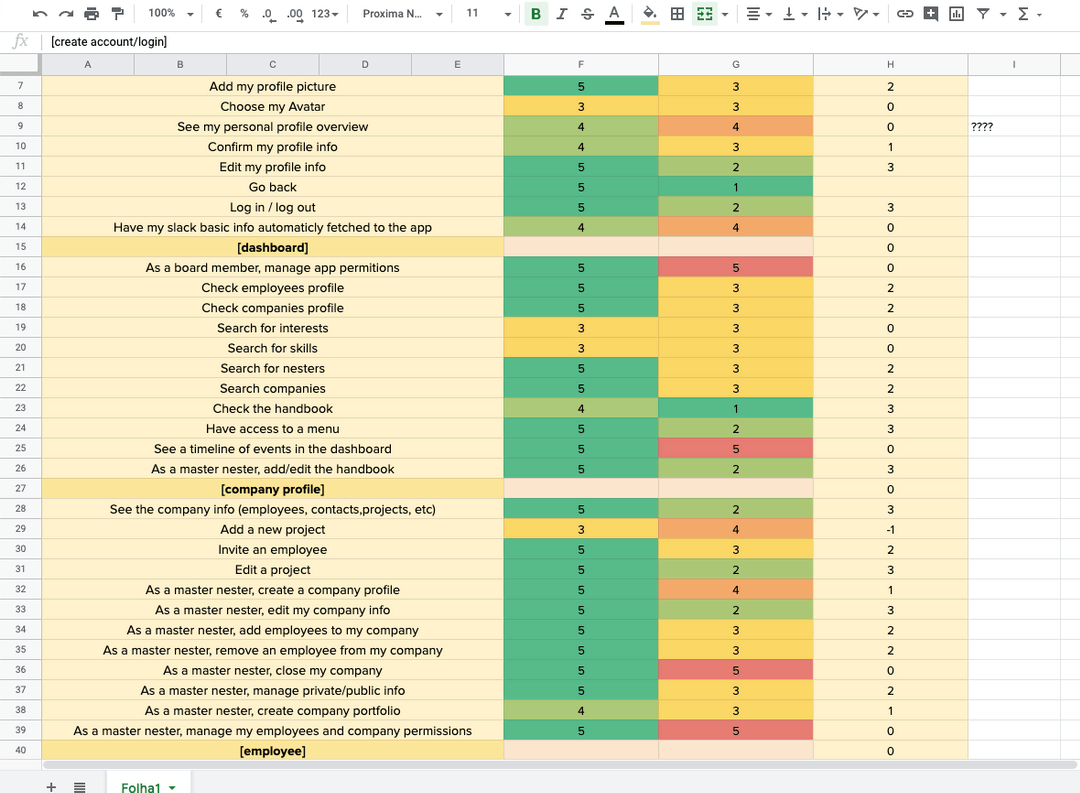 100% € % .0 .00 123 Proxima N... 11 B I S A
fx [create account/login]
A B C D E F G H I
7 Add my profile picture 5 3 2
8 Choose my Avatar 3 3 0
9 See my personal profile overview 4 4 0 ????
10 Confirm my profile info 4 3 1
11 Edit my profile info 5 2 3
12 Go back 5 1
13 Log in / log out 5 2 3
14 Have my slack basic info automaticly fetched to the app 4 4 0
15 [dashboard] 0
16 As a board member, manage app permitions 5 5 0
17 Check employees profile 5 3 2
18 Check companies profile 5 3 2
19 Search for interests 3 3 0
20 Search for skills 3 3 0
21 Search for nesters 5 3 2
22 Search companies 5 3 2
23 Check the handbook 4 1 3
24 Have access to a menu 5 2 3
25 See a timeline of events in the dashboard 5 5 0
26 As a master nester, add/edit the handbook 5 2 3
27 [company profile] 0
28 See the company info (employees, contacts,projects, etc) 5 2 3
29 Add a new project 3 4 -1
30 Invite an employee 5 3 2
31 Edit a project 5 2 3
32 As a master nester, create a company profile 5 4 1
33 As a master nester, edit my company info 5 2 3
34 As a master nester, add employees to my company 5 3 2
35 As a master nester, remove an employee from my company 5 3 2
36 As a master nester, close my company 5 5 0
37 As a master nester, manage private/public info 5 3 2
38 As a master nester, create company portfolio 4 3 1
39 As a master nester, manage my employees and company permissions 5 5 0
40 [employee] 0
+ Folha1